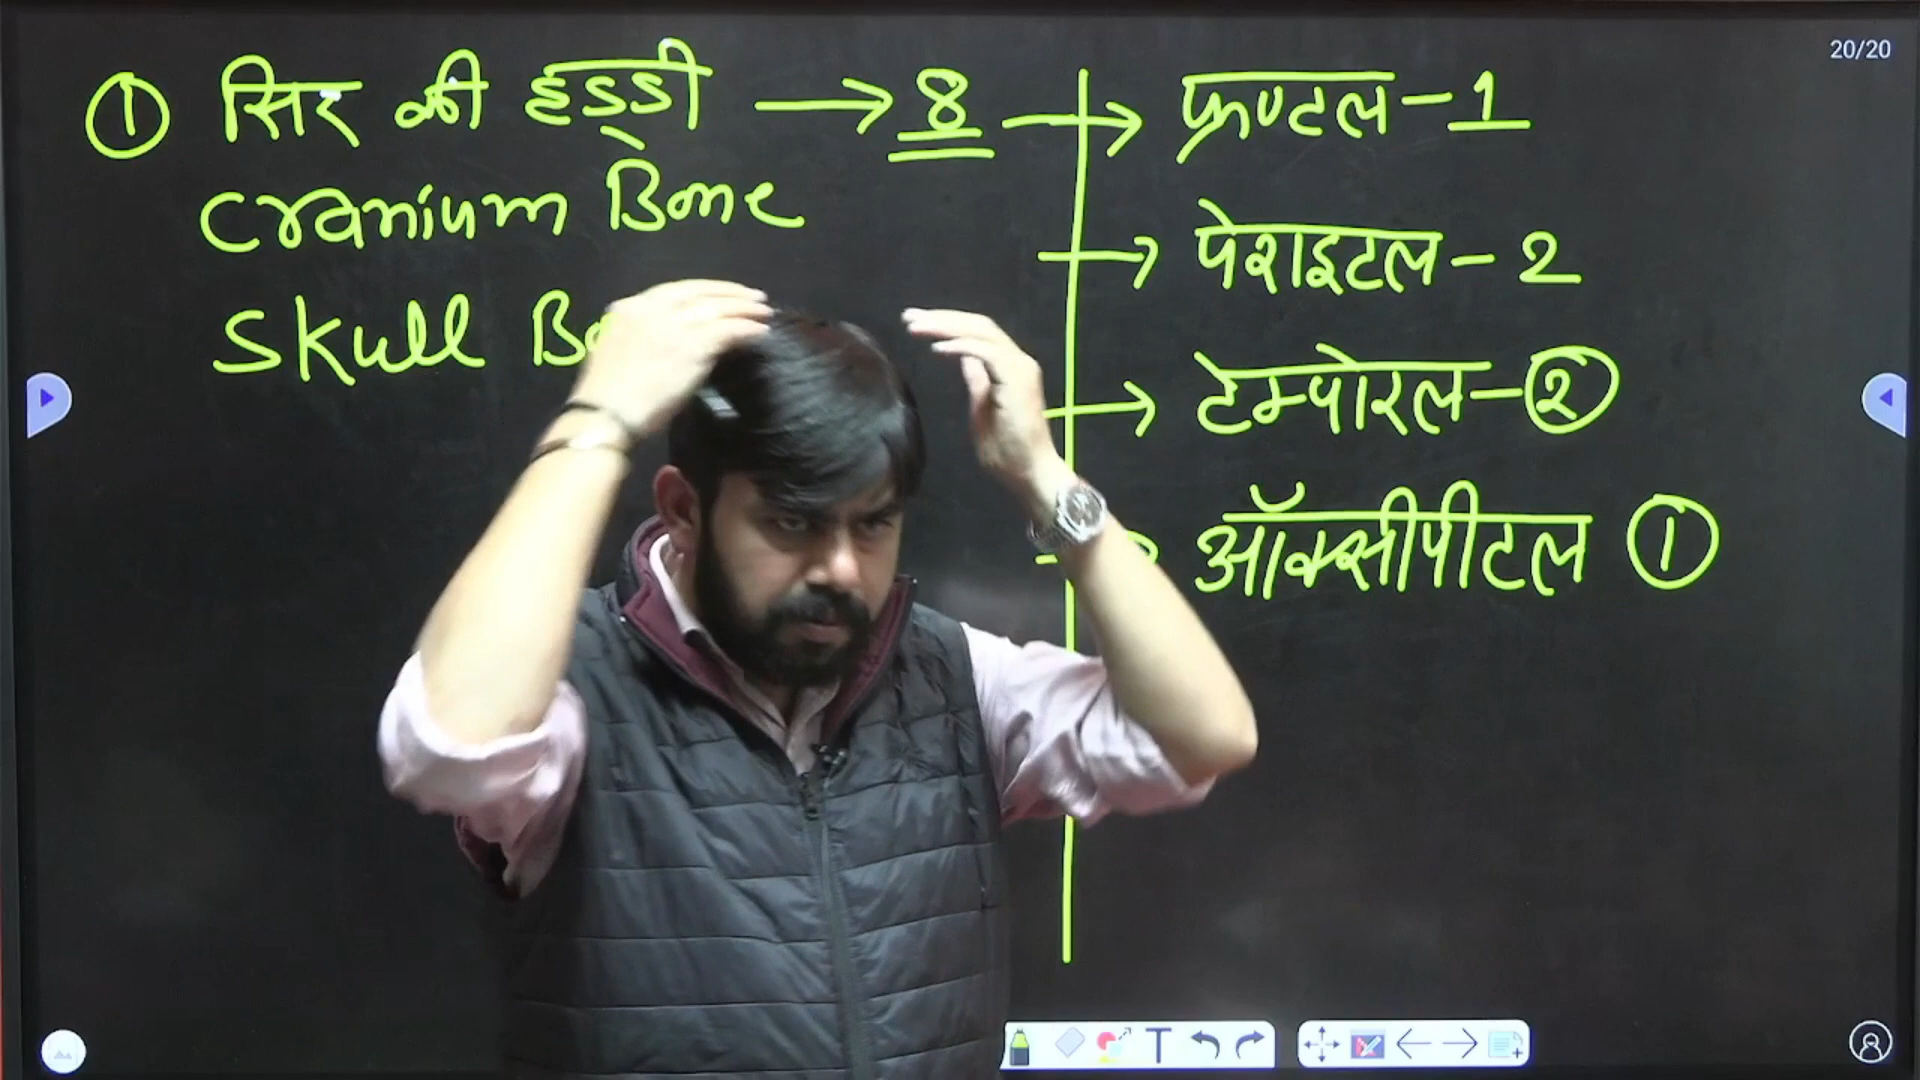 20/20
① सिर की हड्डी → 8 → फ्रण्टल - 1
Cranium Bone
→ पेराइटल - 2
Skull
→ टेम्पोरल - ②
ऑक्सीपीटल ①